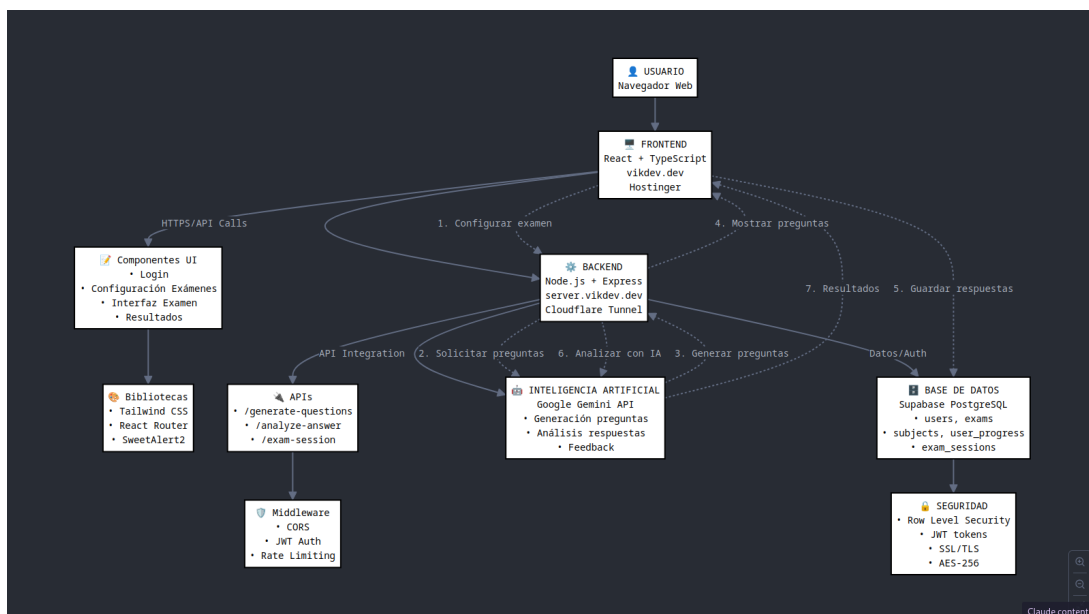 👤 USUARIO
Navegador Web
🖥️ FRONTEND
React + TypeScript
vikdev.dev
Hostinger
HTTPS/API Calls
1. Configurar examen
4. Mostrar preguntas
📝 Componentes UI
• Login
• Configuración Exámenes
• Interfaz Examen
• Resultados
⚙️ BACKEND
Node.js + Express
server.vikdev.dev
Cloudflare Tunnel
7. Resultados
5. Guardar respuestas
API Integration
2. Solicitar preguntas
6. Analizar con IA
3. Generar preguntas
Datos/Auth
🎨 Bibliotecas
• Tailwind CSS
• React Router
• SweetAlert2
🔌 APIs
• /generate-questions
• /analyze-answer
• /exam-session
🤖 INTELIGENCIA ARTIFICIAL
Google Gemini API
• Generación preguntas
• Análisis respuestas
• Feedback
🗄️ BASE DE DATOS
Supabase PostgreSQL
• users, exams
• subjects, user_progress
• exam_sessions
🛡️ Middleware
• CORS
• JWT Auth
• Rate Limiting
🔒 SEGURIDAD
• Row Level Security
• JWT tokens
• SSL/TLS
• AES-256
Claude content